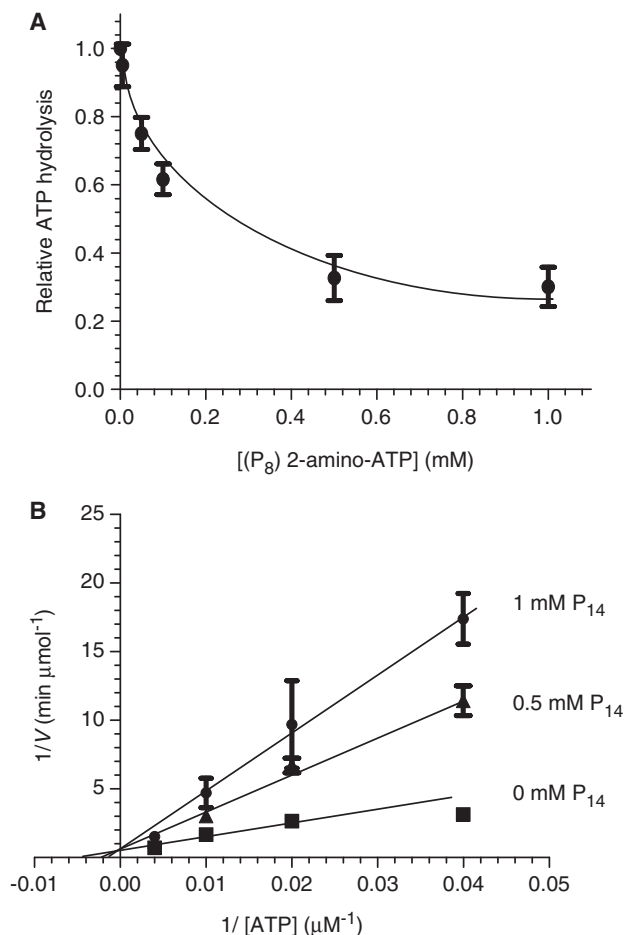 A
Relative ATP hydrolysis
1.0
0.8
0.6
0.4
0.2
0.0
0.0 0.2 0.4 0.6 0.8 1.0
[(P₈) 2-amino-ATP] (mM)
B
1/V (min μmol⁻¹)
25
20
15
10
5
1 mM P₁₄
0.5 mM P₁₄
0 mM P₁₄
-0.01 0.00 0.01 0.02 0.03 0.04 0.05
1/ [ATP] (μM⁻¹)